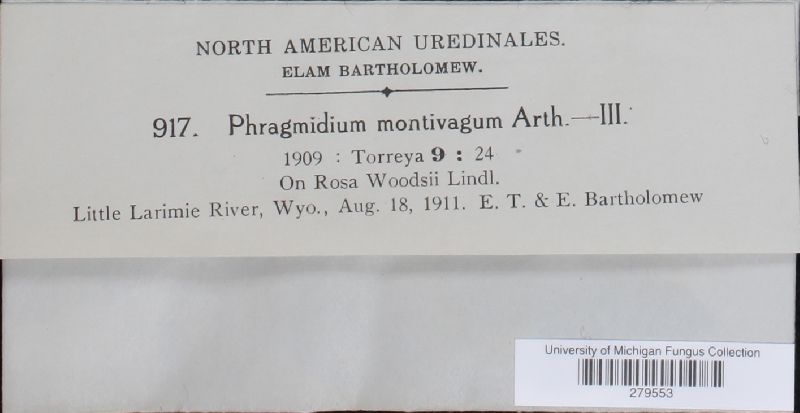 NORTH AMERICAN UREDINALES.
ELAM BARTHOLOMEW.
917. Phragmidium montivagum Arth.—III.
1909 : Torreya 9 : 24
On Rosa Woodsii Lindl.
Little Larimie River, Wyo., Aug. 18, 1911. E. T. & E. Bartholomew
University of Michigan Fungus Collection
279553